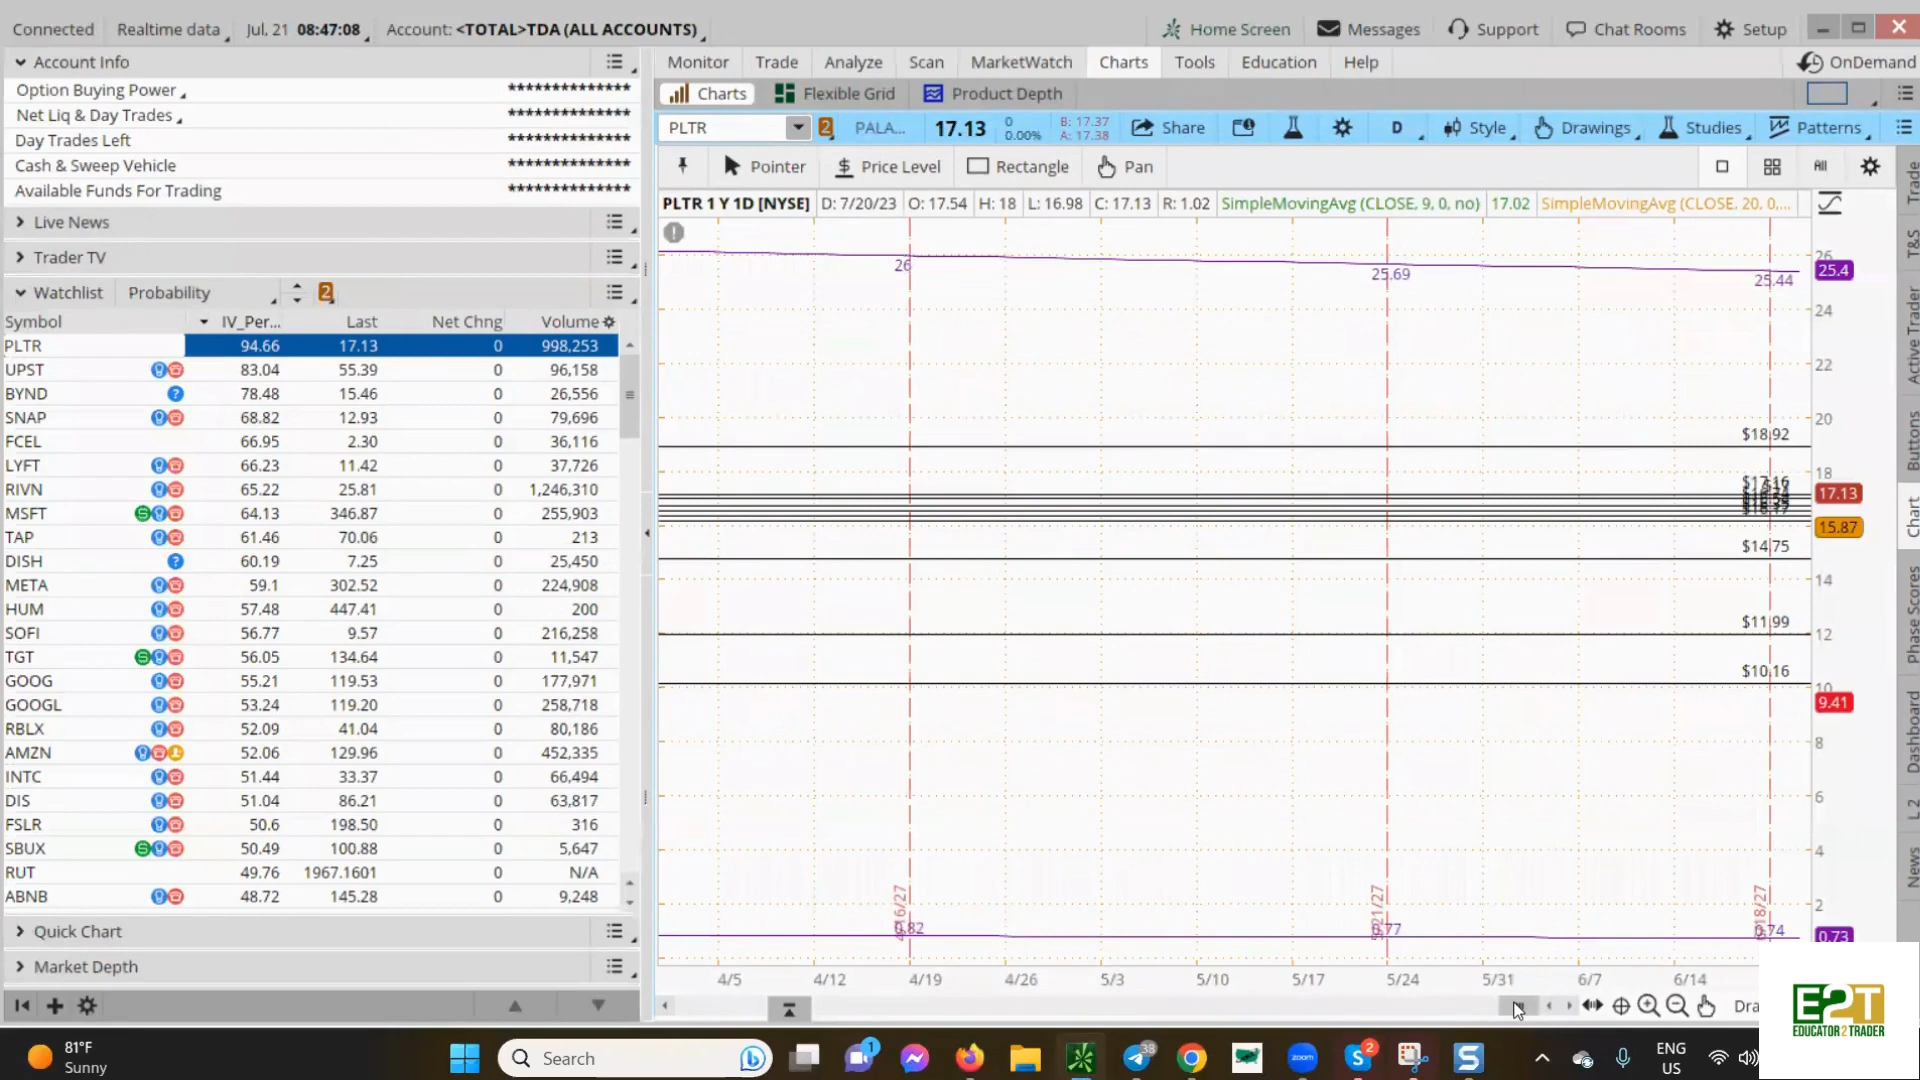 Connected Realtime data Jul, 21 08:47:08 Account: <TOTAL>TDA (ALL ACCOUNTS) Home Screen Messages Support Chat Rooms Setup
Account Info
Option Buying Power **************
Net Liq & Day Trades **************
Day Trades Left **************
Cash & Sweep Vehicle **************
Available Funds For Trading **************
Live News
Trader TV
Watchlist Probability 2
Symbol IV_Per... Last Net Chng Volume
PLTR 94.66 17.13 0 998,253
UPST 83.04 55.39 0 96,158
BYND 78.48 15.46 0 26,556
SNAP 68.82 12.93 0 79,696
FCEL 66.95 2.30 0 36,116
LYFT 66.23 11.42 0 37,726
RIVN 65.22 25.81 0 1,246,310
MSFT 64.13 346.87 0 255,903
TAP 61.46 70.06 0 213
DISH 60.19 7.25 0 25,450
META 59.1 302.52 0 224,908
HUM 57.48 447.41 0 200
SOFI 56.77 9.57 0 216,258
TGT 56.05 134.64 0 11,547
GOOG 55.21 119.53 0 177,971
GOOGL 53.24 119.20 0 258,718
RBLX 52.09 41.04 0 80,186
AMZN 52.06 129.96 0 452,335
INTC 51.44 33.37 0 66,494
DIS 51.04 86.21 0 63,817
FSLR 50.6 198.50 0 316
SBUX 50.49 100.88 0 5,647
RUT 49.76 1967.1601 0 N/A
ABNB 48.72 145.28 0 9,248
Quick Chart
Market Depth
Monitor Trade Analyze Scan MarketWatch Charts Tools Education Help OnDemand
Charts Flexible Grid Product Depth
PLTR 2 PALA... 17.13 0 0.00% B: 17.37 A: 17.38 Share D Style Drawings Studies Patterns
Pointer $ Price Level Rectangle Pan All
PLTR 1 Y 1D [NYSE] D: 7/20/23 O: 17.54 H: 18 L: 16.98 C: 17.13 R: 1.02 SimpleMovingAvg (CLOSE, 9, 0, no) 17.02 SimpleMovingAvg (CLOSE, 20, 0,...
26 25.69 25.44
$18.92
$17.16
$14.75
$11.99
$10.16
26
25.4
24
22
20
18
17.13
15.87
14
12
10
9.41
8
6
4
2
0.73
0.82 0.77 0.74
4/5 4/12 4/19 4/26 5/3 5/10 5/17 5/24 5/31 6/7 6/14
Dra
Trade
T&S
Active Trader
Buttons
Chart
Phase Scores
Dashboard
L 2
News
E2T
EDUCATOR2TRADER
81°F
Sunny
Search
1
38
zoom
2
S
ENG
US